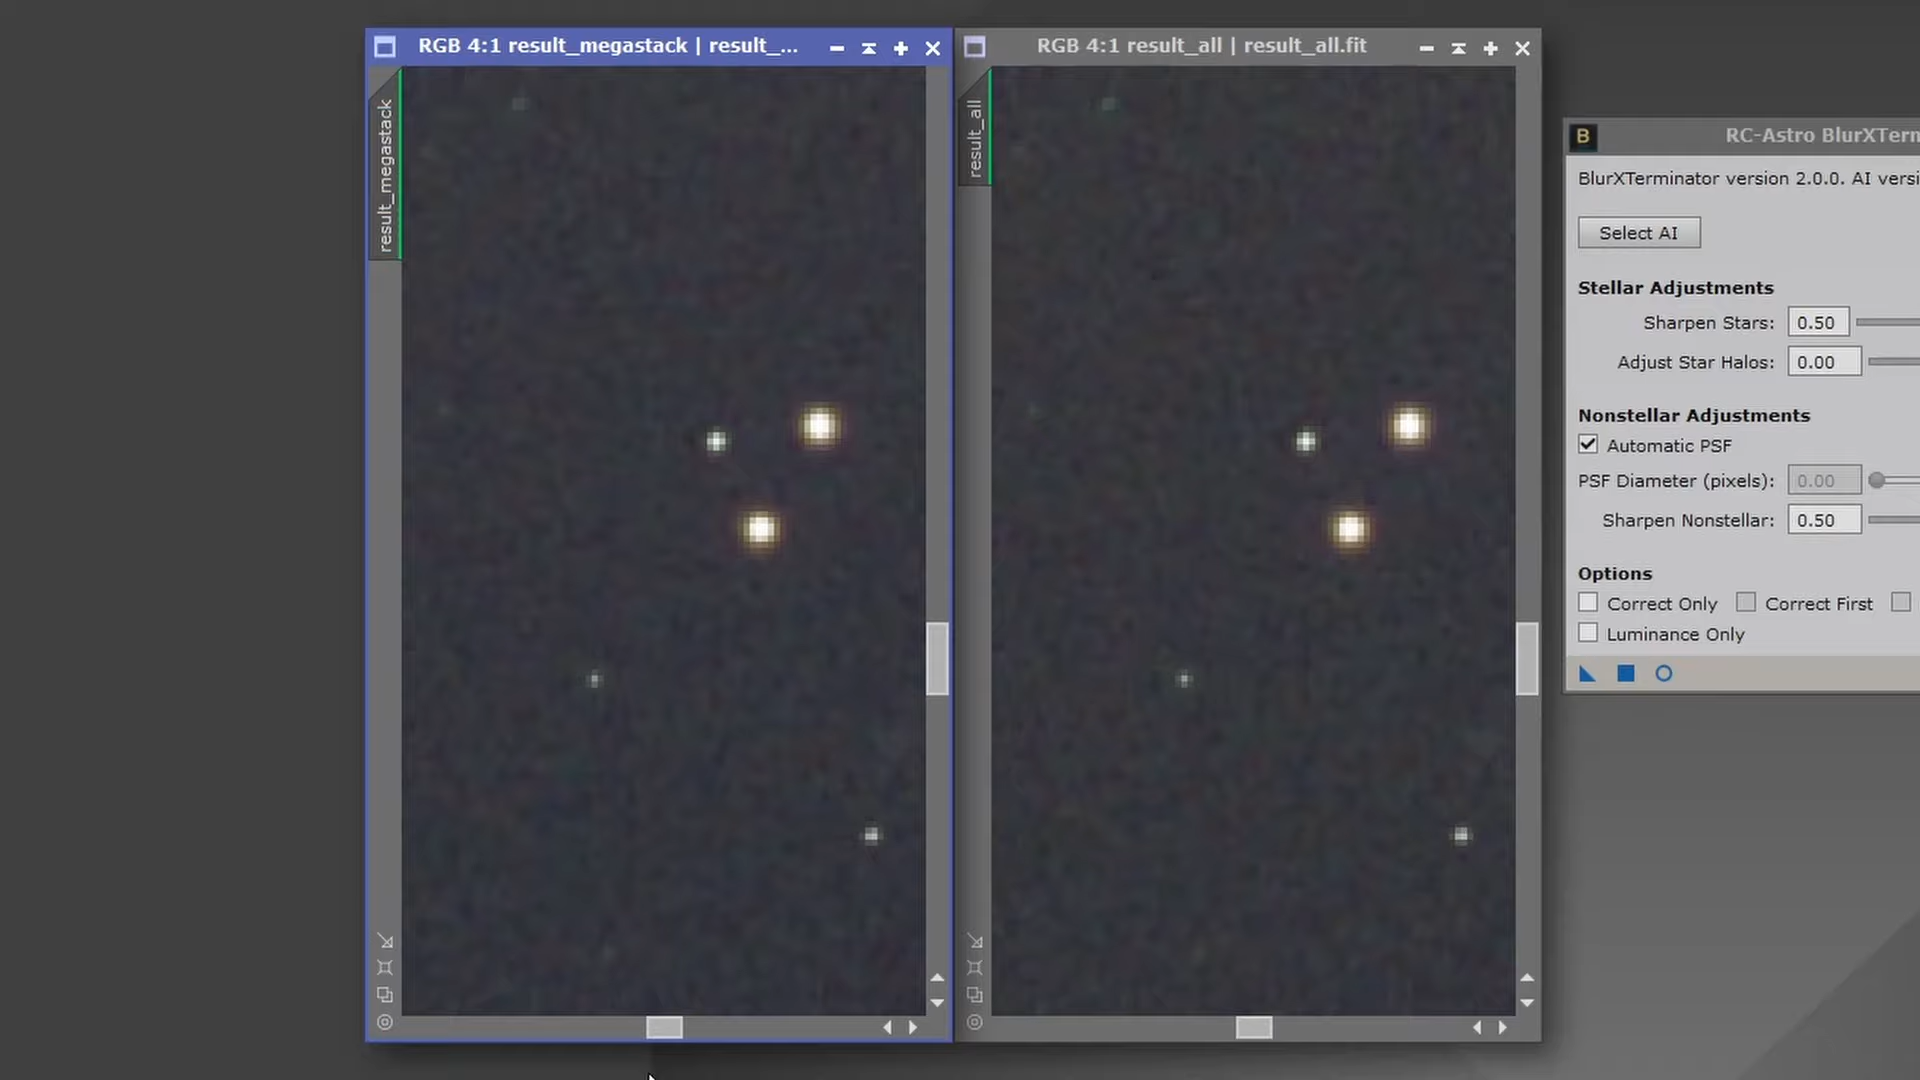 RGB 4:1 result_megastack | result_...
result_megastack
RGB 4:1 result_all | result_all.fit
result_all
B
RC-Astro BlurXTern
BlurXTerminator version 2.0.0. AI versi
Select AI
Stellar Adjustments
Sharpen Stars: 0.50
Adjust Star Halos: 0.00
Nonstellar Adjustments
Automatic PSF
PSF Diameter (pixels): 0.00
Sharpen Nonstellar: 0.50
Options
Correct Only Correct First
Luminance Only